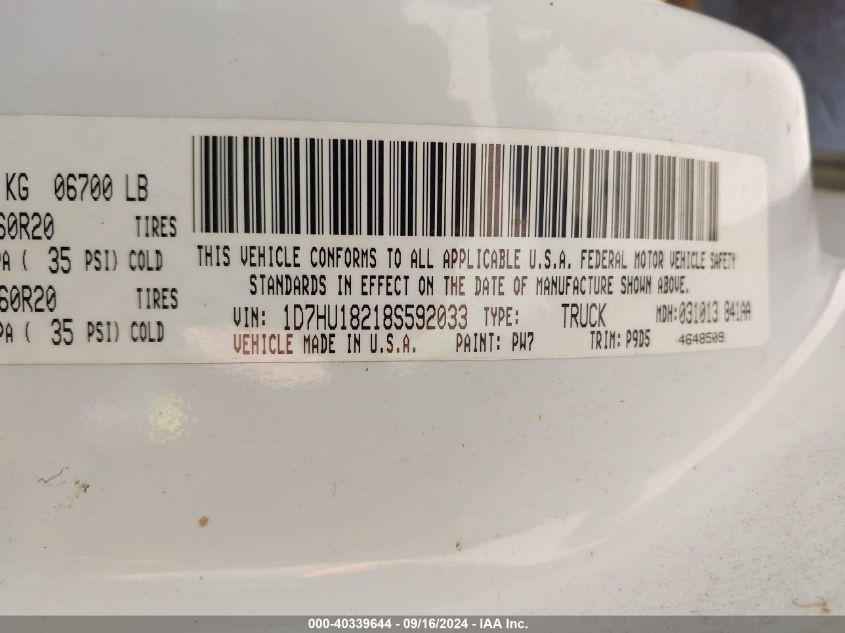 KG 06700 LB
60R20 TIRES
PA ( 35 PSI) COLD
60R20 TIRES
PA ( 35 PSI) COLD
THIS VEHICLE CONFORMS TO ALL APPLICABLE U.S.A. FEDERAL MOTOR VEHICLE SAFETY
STANDARDS IN EFFECT ON THE DATE OF MANUFACTURE SHOWN ABOVE.
VIN: 1D7HU18218S592033 TYPE: TRUCK MDH:031013 841AA
VEHICLE MADE IN U.S.A. PAINT: PW7 TRIM: P9D5 4648509
000-40339644 - 09/16/2024 - IAA Inc.